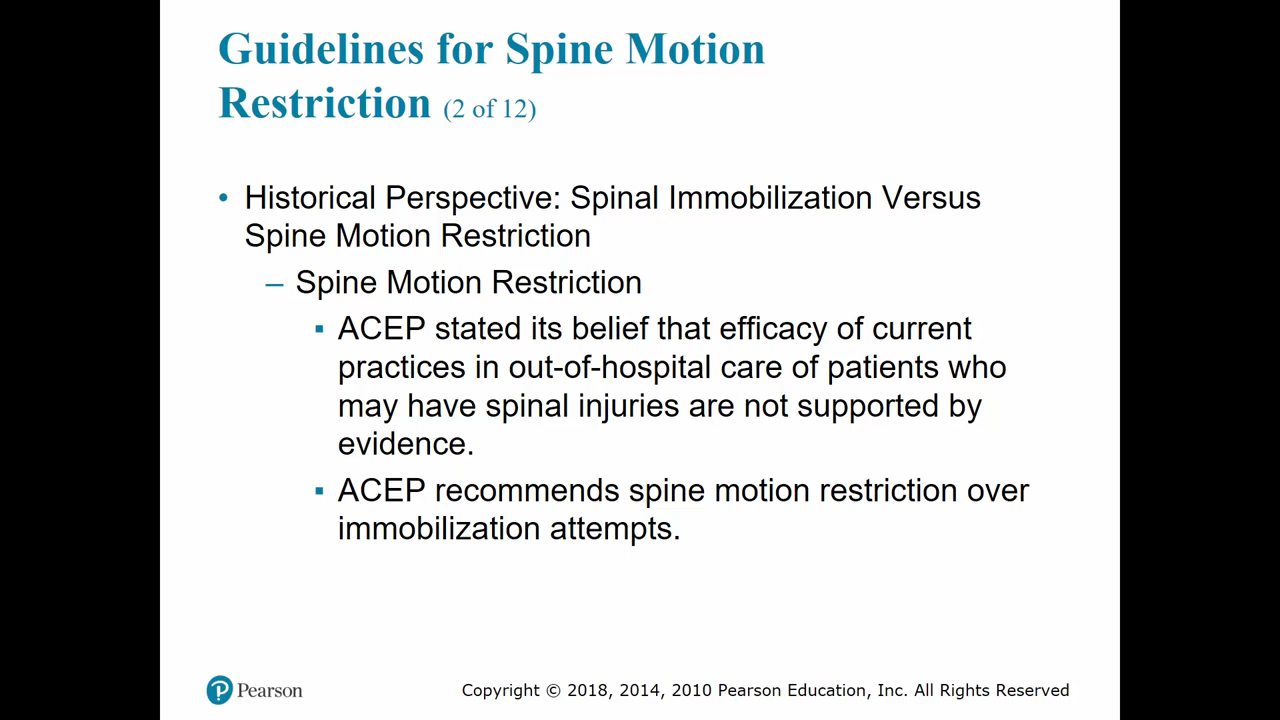 Guidelines for Spine Motion
Restriction (2 of 12)
• Historical Perspective: Spinal Immobilization Versus
Spine Motion Restriction
– Spine Motion Restriction
▪ ACEP stated its belief that efficacy of current
practices in out-of-hospital care of patients who
may have spinal injuries are not supported by
evidence.
▪ ACEP recommends spine motion restriction over
immobilization attempts.
P Pearson
Copyright © 2018, 2014, 2010 Pearson Education, Inc. All Rights Reserved